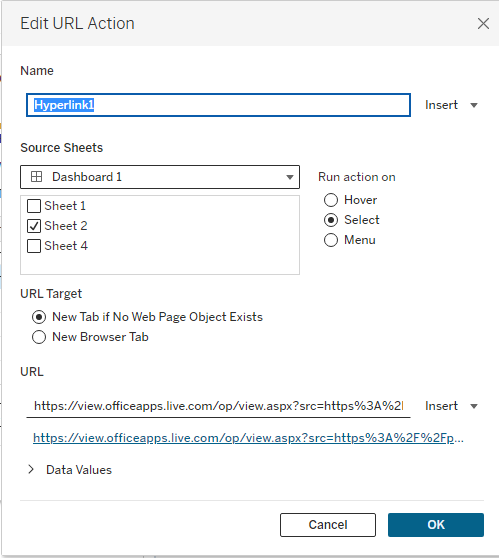 Edit URL Action
Name
Hyperlink1 Insert
Source Sheets
Dashboard 1 Run action on
Sheet 1 Hover
Sheet 2 Select
Sheet 4 Menu
URL Target
New Tab if No Web Page Object Exists
New Browser Tab
URL
https://view.officeapps.live.com/op/view.aspx?src=https%3A%2F Insert
https://view.officeapps.live.com/op/view.aspx?src=https%3A%2F%2Fp...
Data Values
Cancel OK